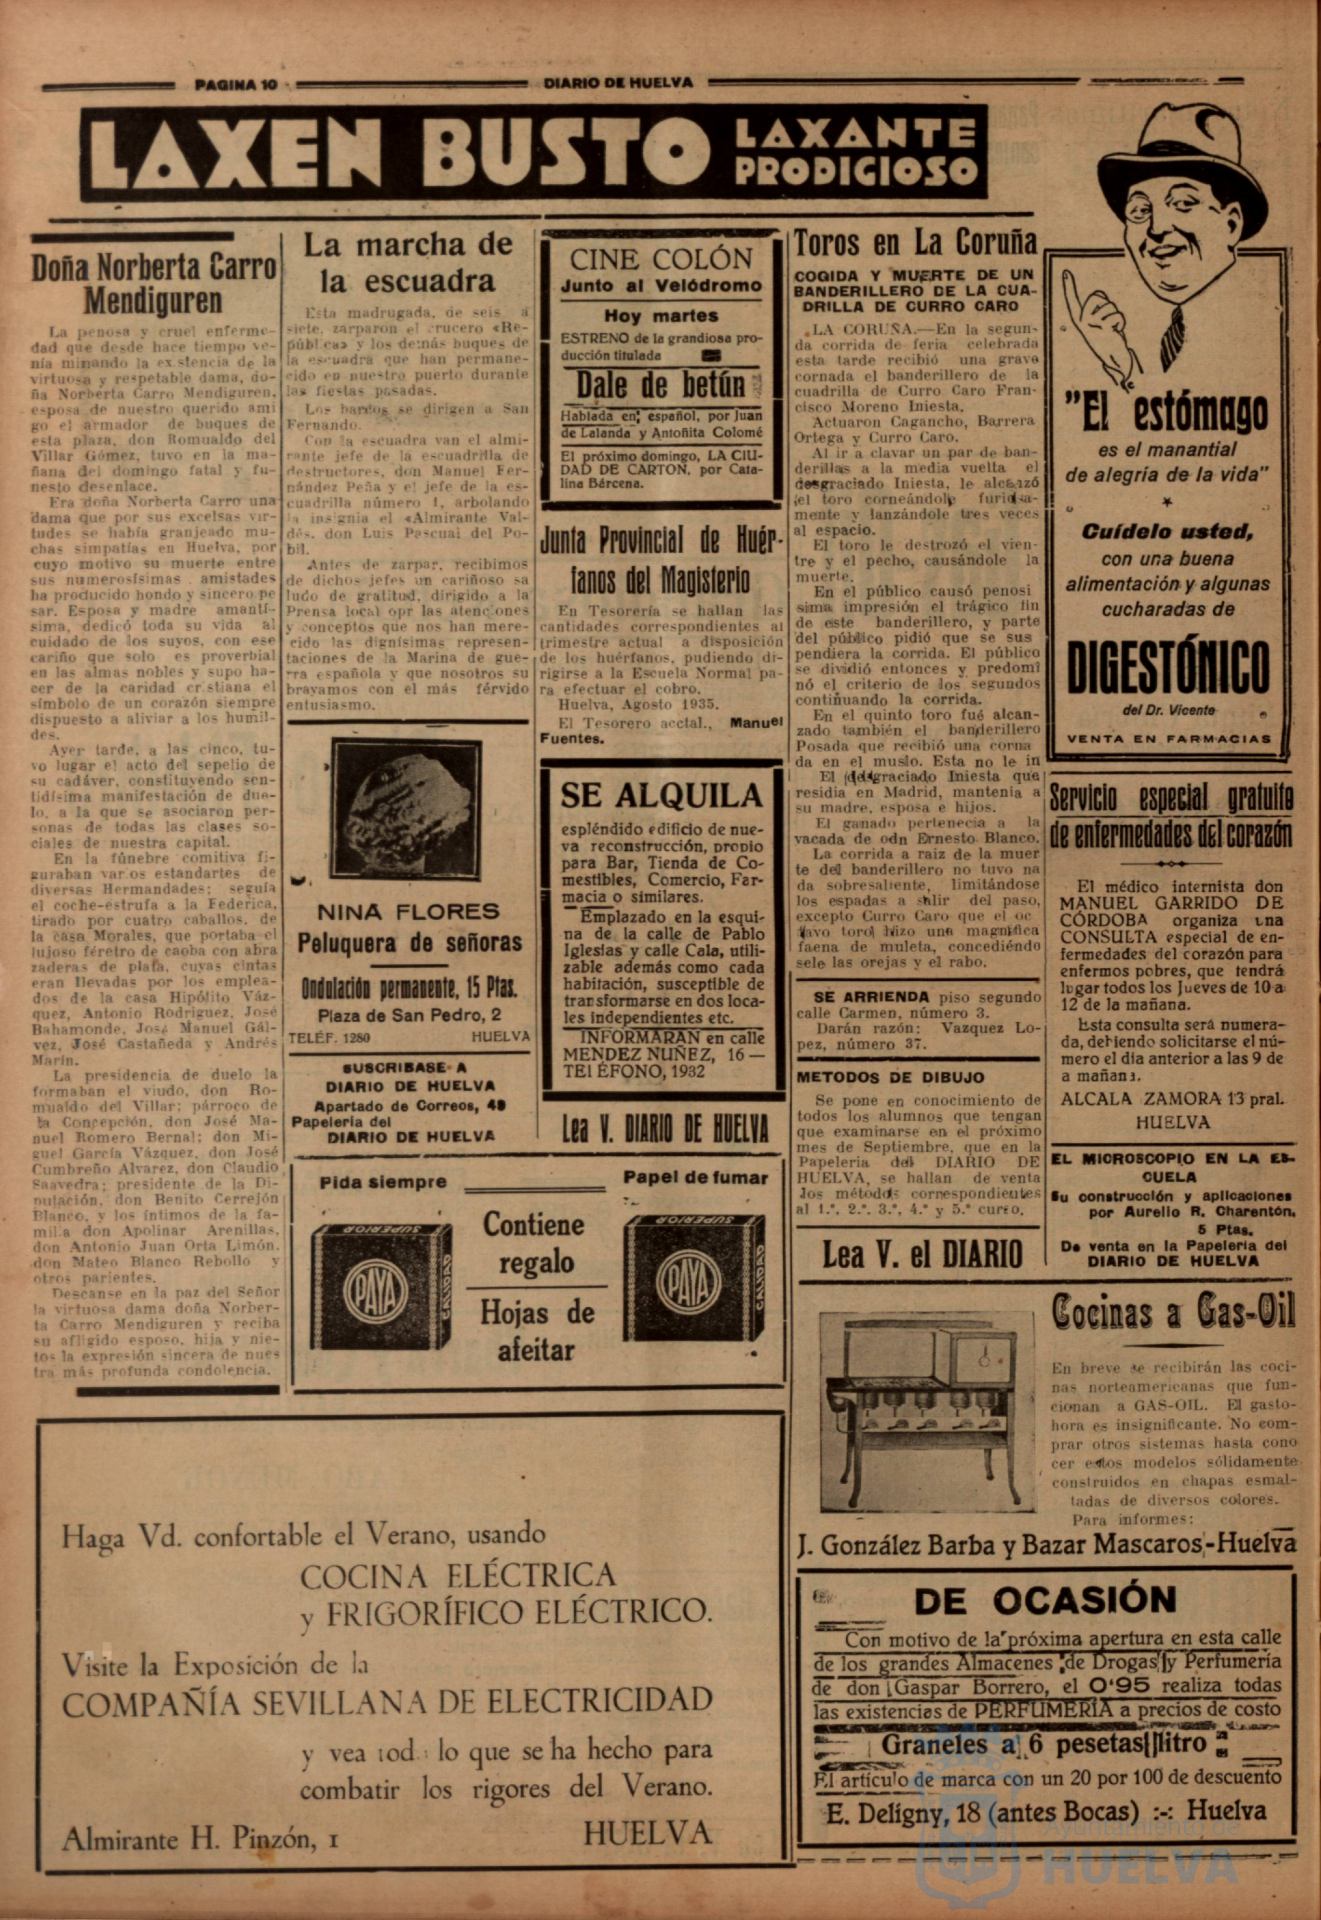 PAGINA 10
DIARIO DE HUELVA
LAXEN BUSTO LAXANTE
PRODIGIOSO
Doña Norberta Carro
Mendiguren
La penosa y cruel enferme-
dad que desde hace tiempo ve-
nía minando la existencia de la
virtuosa y respetable dama, do-
ña Norberta Carro Mendiguren,
esposa de nuestro querido ami
go el armador de buques de
esta plaza, don Romualdo del
Villar Gómez, tuvo en la ma-
ñana del domingo fatal y fu-
nesto desenlace.
Era doña Norberta Carro una
dama que por sus excelsas vir-
tudes se había granjeado mu-
chas simpatías en Huelva, por
cuyo motivo su muerte entre
sus numerosísimas amistades
ha producido hondo y sincero pe
sar. Esposa y madre amantí-
sima, dedicó toda su vida al
cuidado de los suyos, con ese
cariño que solo es proverbial
en las almas nobles y supo ha-
cer de la caridad cristiana el
símbolo de un corazón siempre
dispuesto a aliviar a los humil-
des.
Ayer tarde, a las cinco, tu-
vo lugar el acto del sepelio de
su cadáver, constituyendo sen-
tidísima manifestación de due-
lo, a la que se asociaron per-
sonas de todas las clases so-
ciales de nuestra capital.
En la fúnebre comitiva fi-
guraban varios estandartes de
diversas Hermandades; seguía
el coche-estrufa a la Federica,
tirado por cuatro caballos, de
la casa Morales, que portaba el
lujoso féretro de caoba con abra
zaderas de plata, cuyas cintas
eran llevadas por los emplea-
dos de la casa Hipólito Váz-
quez, Antonio Rodríguez, José
Bahamonde, José Manuel Gál-
vez, José Castañeda y Andrés
Marín.
La presidencia de duelo la
formaban el viudo, don Ro-
mualdo del Villar; párroco de
la Concepción, don José Ma-
nuel Romero Bernal; don Mi-
guel García Vázquez, don José
Cumbreño Alvarez, don Claudio
Saavedra; presidente de la Di-
putación, don Benito Cerrejón
Blanco, y los íntimos de la fa-
milia don Apolinar Arenillas,
don Antonio Juan Orta Limón,
don Mateo Blanco Rebollo y
otros parientes.
Descanse en la paz del Señor
la virtuosa dama doña Norber-
ta Carro Mendiguren y reciba
su afligido esposo, hija y nie-
tos la expresión sincera de nues
tra más profunda condolencia.
La marcha de
la escuadra
Esta madrugada, de seis a
siete, zarparon el crucero «Re-
pública» y los demás buques de
la escuadra que han permane-
cido en nuestro puerto durante
las fiestas pasadas.
Los bardos se dirigen a San
Fernando.
Con la escuadra van el almi-
rante jefe de la escuadrilla de
destructores, don Manuel Fer-
nández Peña y el jefe de la es-
cuadrilla número 1, arbolando
la insignia el «Almirante Val-
dés, don Luis Pascual del Po-
bil.
Antes de zarpar, recibimos
de dichos jefes un cariñoso sa
ludo de gratitud, dirigido a la
Prensa local opr las atenciones
y conceptos que nos han mere-
cido las dignísimas represen-
taciones de la Marina de gue-
rra española y que nosotros su
brayamos con el más férvido
entusiasmo.
NINA FLORES
Peluquera de señoras
Ondulación permanente, 15 Ptas.
Plaza de San Pedro, 2
TELÉF. 1280 HUELVA
SUSCRIBASE A
DIARIO DE HUELVA
Apartado de Correos, 48
Papelería del
DIARIO DE HUELVA
CINE COLÓN
Junto al Velódromo
Hoy martes
ESTRENO de la grandiosa pro-
ducción titulada
Dale de betún
Hablada en español, por Juan
de Lalanda y Antoñita Colomé
El próximo domingo, LA CIU-
DAD DE CARTON, por Cata-
lina Bárcena.
Junta Provincial de Huér-
fanos del Magisterio
En Tesorería se hallan las
cantidades correspondientes al
trimestre actual a disposición
de los huérfanos, pudiendo di-
rigirse a la Escuela Normal pa-
ra efectuar el cobro.
Huelva, Agosto 1935.
El Tesorero acctal., Manuel
Fuentes.
SE ALQUILA
espléndido edificio de nue-
va reconstrucción, propio
para Bar, Tienda de Co-
mestibles, Comercio, Far-
macia o similares.
Emplazado en la esqui-
na de la calle de Pablo
Iglesias y calle Cala, utili-
zable además como cada
habitación, susceptible de
transformarse en dos loca-
les independientes etc.
INFORMARAN en calle
MENDEZ NUÑEZ, 16 —
TELÉFONO, 1932
Lea V. DIARIO DE HUELVA
Pida siempre
Papel de fumar
SUPERIOR
PAYA
CALIDAD
Contiene
regalo
Hojas de
afeitar
SUPERIOR
PAYA
CALIDAD
Toros en La Coruña
COGIDA Y MUERTE DE UN
BANDERILLERO DE LA CUA-
DRILLA DE CURRO CARO
LA CORUÑA.—En la segun-
da corrida de feria celebrada
esta tarde recibió una grave
cornada el banderillero de la
cuadrilla de Curro Caro Fran-
cisco Moreno Iniesta,
Actuaron Cagancho, Barrera
Ortega y Curro Caro.
Al ir a clavar un par de ban-
derillas a la media vuelta el
desgraciado Iniesta, le alcanzó
el toro corneándole furiosa-
mente y lanzándole tres veces
al espacio.
El toro le destrozó el vien-
tre y el pecho, causándole la
muerte.
En el público causó penosi
sima impresión el trágico fin
de este banderillero, y parte
del público pidió que se sus
pendiera la corrida. El público
se dividió entonces y predomi
nó el criterio de los segundos
continuando la corrida.
En el quinto toro fué alcan-
zado también el banderillero
Posada que recibió una corna
da en el muslo. Esta no le in
El desgraciado Iniesta que
residía en Madrid, mantenía a
su madre, esposa e hijos.
El ganado pertenecía a la
vacada de odn Ernesto Blanco.
La corrida a raiz de la muer
te del banderillero no tuvo na
da sobresaliente, limitándose
los espadas a salir del paso,
excepto Curro Caro que el oc
tavo toro hizo una magnífica
faena de muleta, concediéndo
sele las orejas y el rabo.
SE ARRIENDA piso segundo
calle Carmen, número 3.
Darán razón: Vazquez Lo-
pez, número 37.
METODOS DE DIBUJO
Se pone en conocimiento de
todos los alumnos que tengan
que examinarse en el próximo
mes de Septiembre, que en la
Papelería del DIARIO DE
HUELVA, se hallan de venta
los métodos correspondientes
al 1.º, 2.º, 3.º, 4.º y 5.º curso.
Lea V. el DIARIO
"El estómago
es el manantial
de alegría de la vida"
Cuídelo usted,
con una buena
alimentación y algunas
cucharadas de
DIGESTÓNICO
del Dr. Vicente
VENTA EN FARMACIAS
Servicio especial gratuito
de enfermedades del corazón
El médico internista don
MANUEL GARRIDO DE
CÓRDOBA organiza una
CONSULTA especial de en-
fermedades del corazón para
enfermos pobres, que tendrá
lugar todos los Jueves de 10 a
12 de la mañana.
Esta consulta será numera-
da, debiendo solicitarse el nú-
mero el día anterior a las 9 de
a mañana.
ALCALA ZAMORA 13 pral.
HUELVA
EL MICROSCOPIO EN LA ES-
CUELA
Su construcción y aplicaciones
por Aurelio R. Charentón,
5 Ptas.
De venta en la Papelería del
DIARIO DE HUELVA
Cocinas a Gas-Oil
En breve se recibirán las coci-
nas norteamericanas que fun-
cionan a GAS-OIL. El gasto-
hora es insignificante. No com-
prar otros sistemas hasta cono
cer estos modelos sólidamente
construidos en chapas esmal-
tadas de diversos colores.
Para informes:
J. González Barba y Bazar Mascaros,-Huelva
Haga Vd. confortable el Verano, usando
COCINA ELÉCTRICA
y FRIGORÍFICO ELÉCTRICO.
Visite la Exposición de la
COMPAÑÍA SEVILLANA DE ELECTRICIDAD
y vea tod lo que se ha hecho para
combatir los rigores del Verano.
Almirante H. Pinzón, 1 HUELVA
DE OCASIÓN
Con motivo de la próxima apertura en esta calle
de los grandes Almacenes de Drogas y Perfumería
de don Gaspar Borrero, el 0'95 realiza todas
las existencias de PERFUMERIA a precios de costo
Graneles a 6 pesetas litro
El artículo de marca con un 20 por 100 de descuento
E. Deligny, 18 (antes Bocas) :-: Huelva
Ayuntamiento de
HUELVA